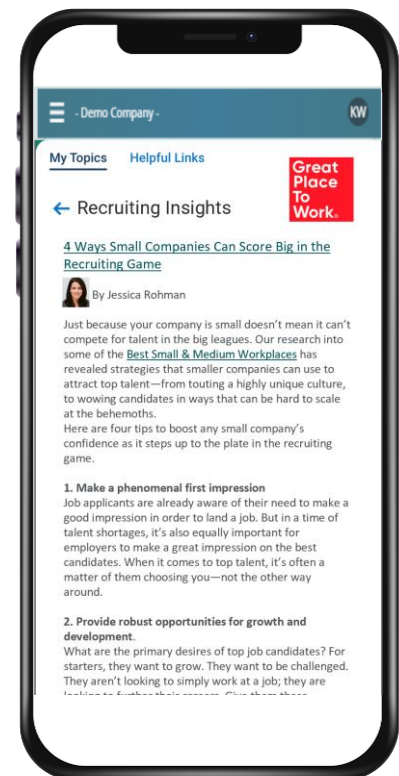 - Demo Company -
KW
My Topics Helpful Links
Great
Place
To
Work.
← Recruiting Insights
4 Ways Small Companies Can Score Big in the
Recruiting Game
By Jessica Rohman
Just because your company is small doesn't mean it can't
compete for talent in the big leagues. Our research into
some of the Best Small & Medium Workplaces has
revealed strategies that smaller companies can use to
attract top talent—from touting a highly unique culture,
to wowing candidates in ways that can be hard to scale
at the behemoths.
Here are four tips to boost any small company's
confidence as it steps up to the plate in the recruiting
game.
1. Make a phenomenal first impression
Job applicants are already aware of their need to make a
good impression in order to land a job. But in a time of
talent shortages, it's also equally important for
employers to make a great impression on the best
candidates. When it comes to top talent, it's often a
matter of them choosing you—not the other way
around.
2. Provide robust opportunities for growth and
development.
What are the primary desires of top job candidates? For
starters, they want to grow. They want to be challenged.
They aren't looking to simply work at a job; they are